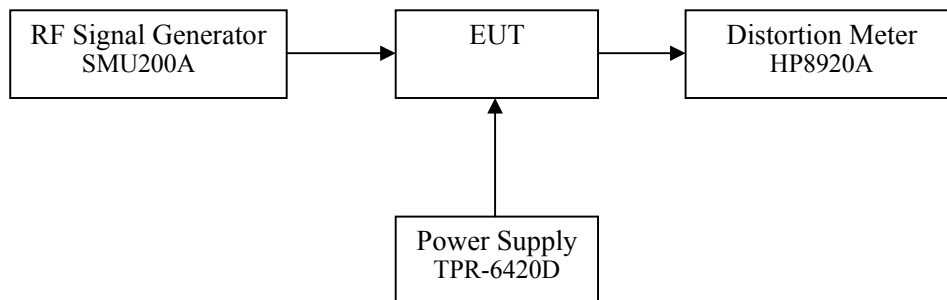 RF Signal Generator
SMU200A
EUT
Distortion Meter
HP8920A
Power Supply
TPR-6420D